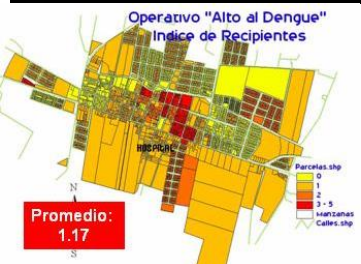 Operativo "Alto al Dengue"
Indice de Recipientes
HOSPITAL
N
Promedio:
1.17
S
Parcelas.shp
0
1
2
3 - 5
Manzanas
Calles.shp